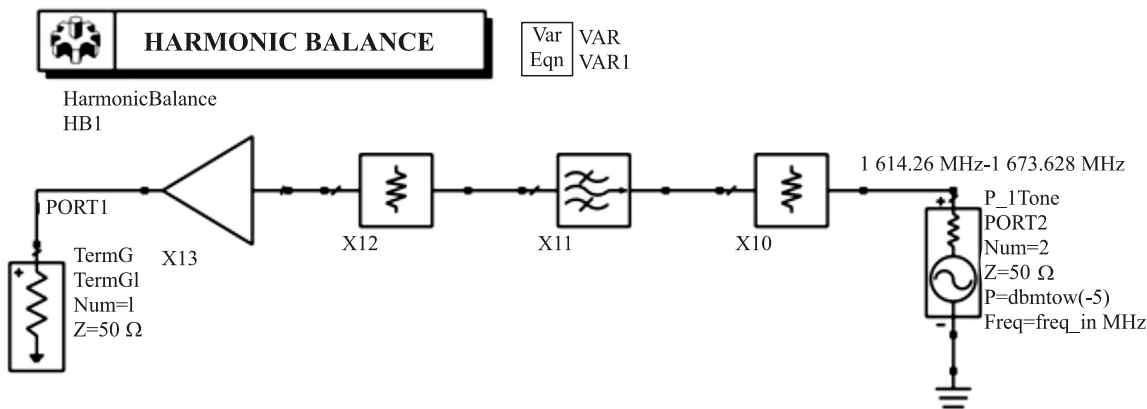 HARMONIC BALANCE
Var
Eqn
VAR
VAR1
HarmonicBalance
HB1
1 614.26 MHz-1 673.628 MHz
PORT1
X13
X12
X11
X10
TermG
TermGl
Num=l
Z=50 Ω
P_1Tone
PORT2
Num=2
Z=50 Ω
P=dbmtow(-5)
Freq=freq_in MHz